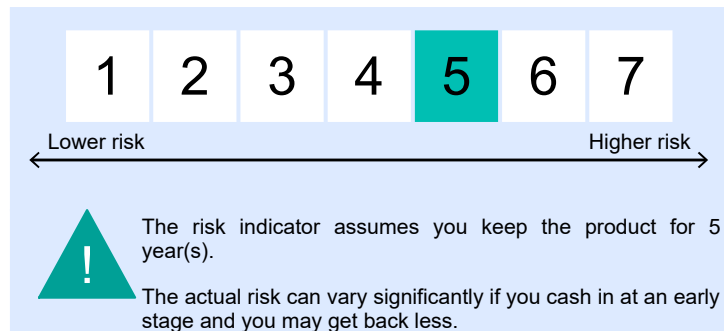 1 2 3 4 5 6 7
Lower risk Higher risk
!
The risk indicator assumes you keep the product for 5
year(s).
The actual risk can vary significantly if you cash in at an early
stage and you may get back less.